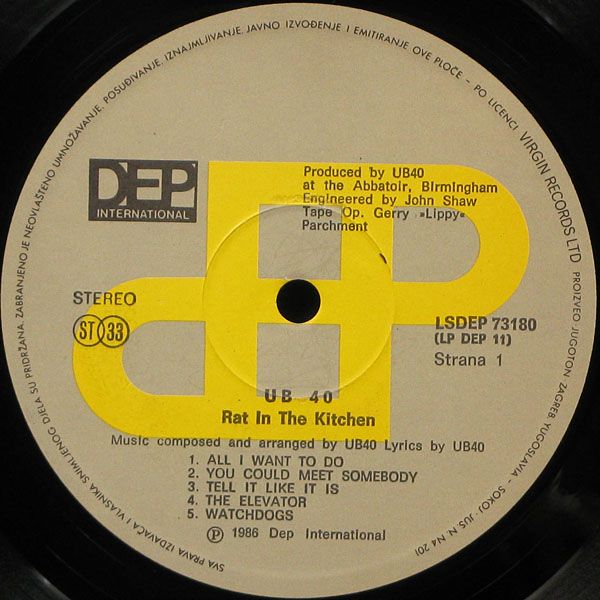 SVA PRAVA IZDAVAČA I VLASNIKA SNIMLJENOG DJELA SU PRIDRŽANA. ZABRANJENO JE NEOVLAŠTENO UMNOŽAVANJE, POSUĐIVANJE, IZNAJMLJIVANJE, JAVNO IZVOĐENJE I EMITIRANJE OVE PLOČE - PO LICENCI VIRGIN RECORDS LTD PROIZVEO-JUGOTON, ZAGREB, YUGOSLAVIA - SOKOJ - JUS. N. N4 201
DEP
INTERNATIONAL
Produced by UB40
at the Abbatoir, Birmingham
Engineered by John Shaw
Tape Op. Gerry »Lippy«
Parchment
STEREO
ST 33
LSDEP 73180
(LP DEP 11)
Strana 1
UB 40
Rat In The Kitchen
Music composed and arranged by UB40 Lyrics by UB40
1. ALL I WANT TO DO
2. YOU COULD MEET SOMEBODY
3. TELL IT LIKE IT IS
4. THE ELEVATOR
5. WATCHDOGS
Ⓟ 1986 Dep International